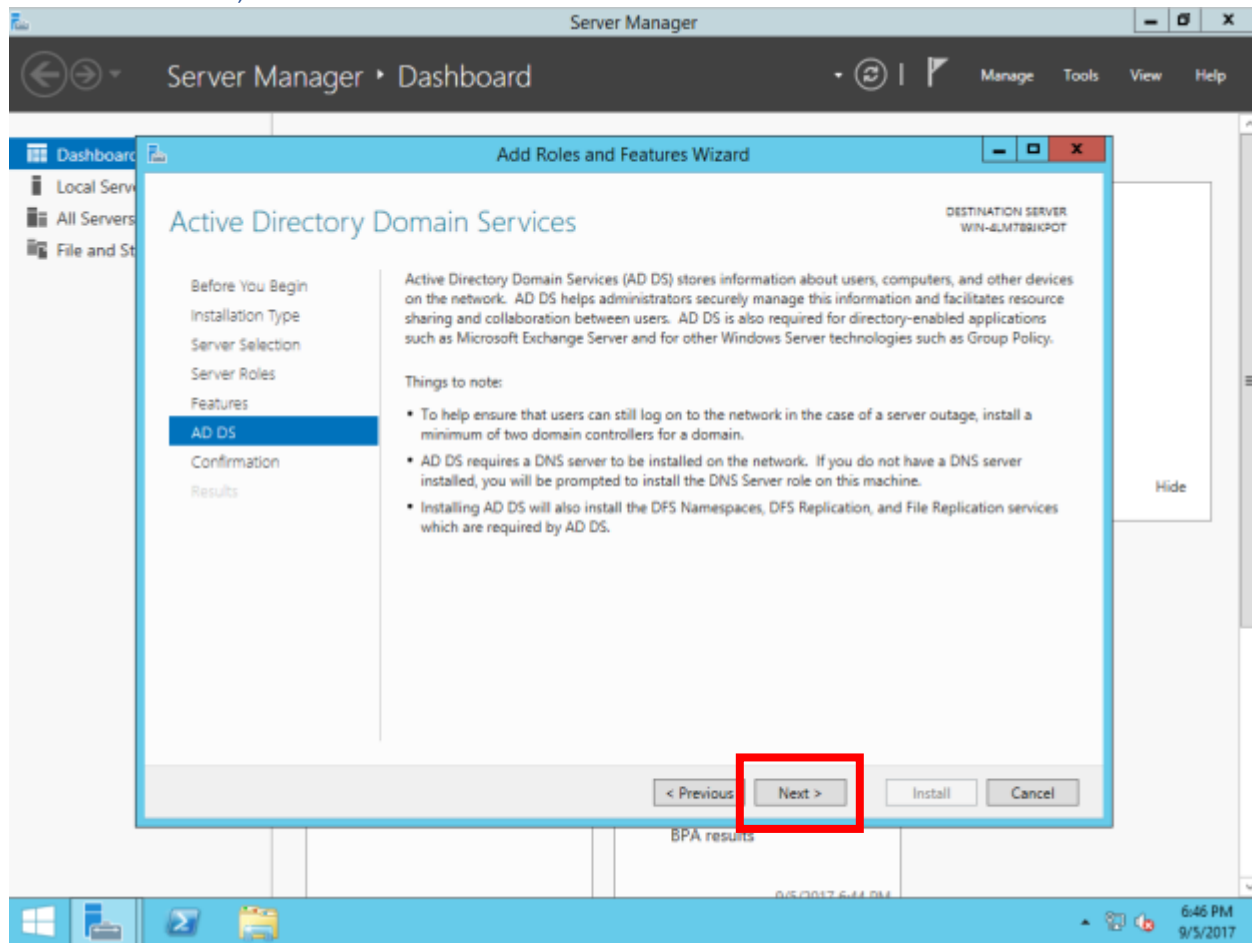 Server Manager
Server Manager ‣ Dashboard
Manage Tools View Help
Dashboard
Add Roles and Features Wizard
Local Serv
All Servers
File and St
Active Directory Domain Services
DESTINATION SERVER
Before You Begin
Installation Type
Server Selection
Server Roles
Features
AD DS
Confirmation
Results
Active Directory Domain Services (AD DS) stores information about users, computers, and other devices
on the network. AD DS helps administrators securely manage this information and facilitates resource
sharing and collaboration between users. AD DS is also required for directory-enabled applications
such as Microsoft Exchange Server and for other Windows Server technologies such as Group Policy.
Things to note:
• To help ensure that users can still log on to the network in the case of a server outage, install a
minimum of two domain controllers for a domain.
• AD DS requires a DNS server to be installed on the network. If you do not have a DNS server
installed, you will be prompted to install the DNS Server role on this machine.
• Installing AD DS will also install the DFS Namespaces, DFS Replication, and File Replication services
which are required by AD DS.
Hide
< Previous Next > Install Cancel
BPA results
9/5/2017 6:44 PM
6:46 PM
9/5/2017